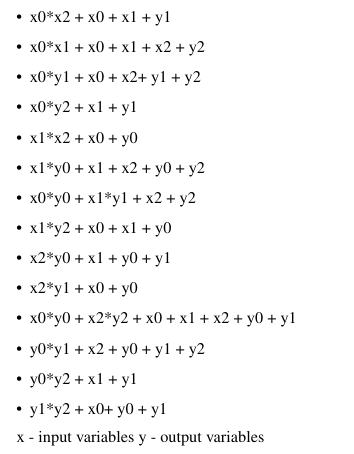 • x0*x2 + x0 + x1 + y1
• x0*x1 + x0 + x1 + x2 + y2
• x0*y1 + x0 + x2+ y1 + y2
• x0*y2 + x1 + y1
• x1*x2 + x0 + y0
• x1*y0 + x1 + x2 + y0 + y2
• x0*y0 + x1*y1 + x2 + y2
• x1*y2 + x0 + x1 + y0
• x2*y0 + x1 + y0 + y1
• x2*y1 + x0 + y0
• x0*y0 + x2*y2 + x0 + x1 + x2 + y0 + y1
• y0*y1 + x2 + y0 + y1 + y2
• y0*y2 + x1 + y1
• y1*y2 + x0+ y0 + y1
x - input variables y - output variables